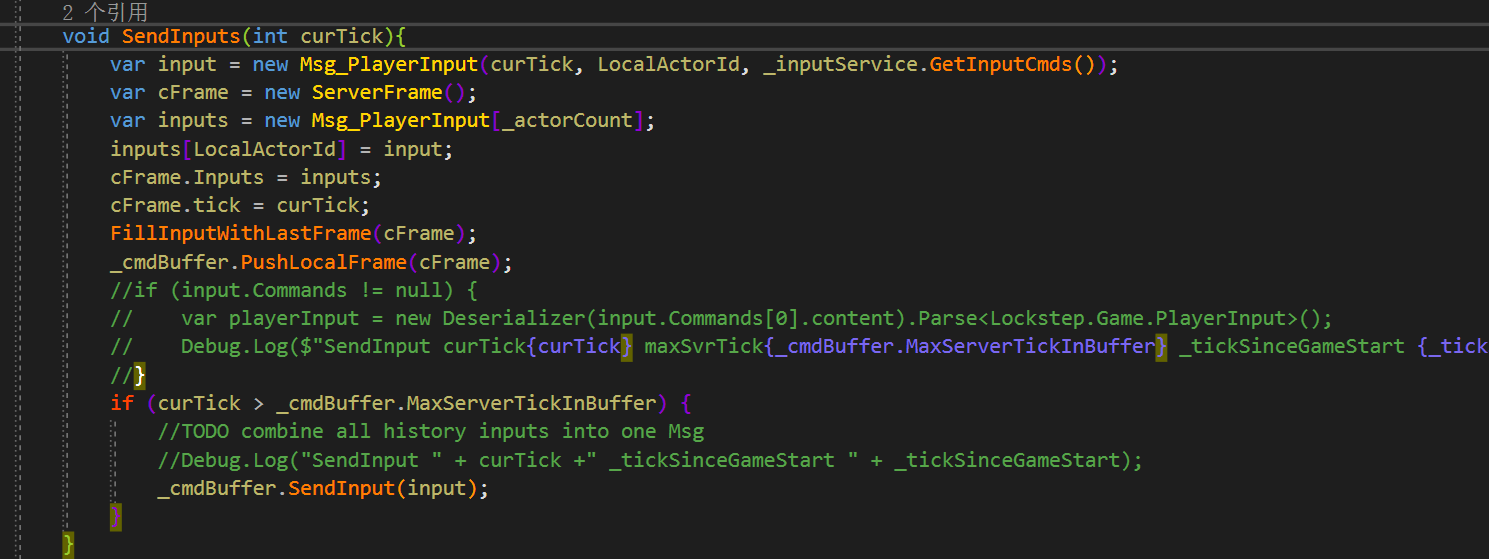 2 个引用
void SendInputs(int curTick){
var input = new Msg_PlayerInput(curTick, LocalActorId, _inputService.GetInputCmds());
var cFrame = new ServerFrame();
var inputs = new Msg_PlayerInput[_actorCount];
inputs[LocalActorId] = input;
cFrame.Inputs = inputs;
cFrame.tick = curTick;
FillInputWithLastFrame(cFrame);
_cmdBuffer.PushLocalFrame(cFrame);
//if (input.Commands != null) {
//    var playerInput = new Deserializer(input.Commands[0].content).Parse<Lockstep.Game.PlayerInput>();
//    Debug.Log($"SendInput curTick{curTick} maxSvrTick{_cmdBuffer.MaxServerTickInBuffer} _tickSinceGameStart {_tick
//}
if (curTick > _cmdBuffer.MaxServerTickInBuffer) {
//TODO combine all history inputs into one Msg
//Debug.Log("SendInput " + curTick +" _tickSinceGameStart " + _tickSinceGameStart);
_cmdBuffer.SendInput(input);
}
}